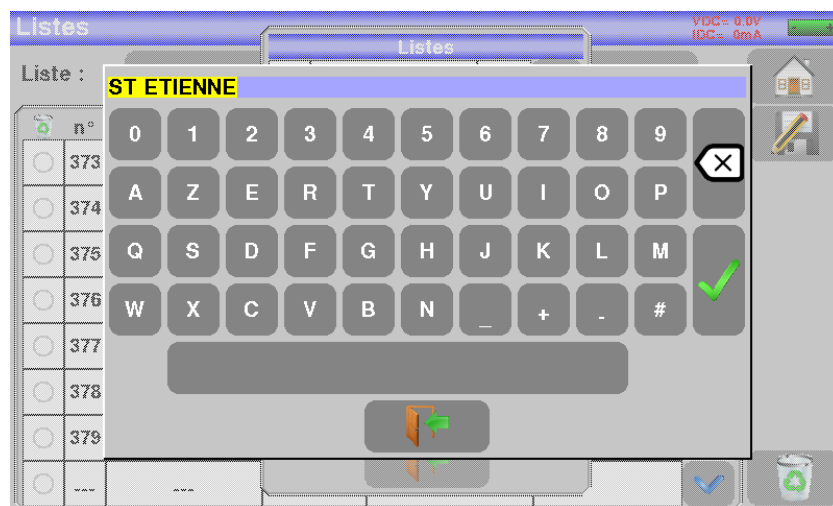 Listes
VDC= 0.0V
IDC= 0mA
Listes
Liste :
ST ETIENNE
n°
0 1 2 3 4 5 6 7 8 9
373
A Z E R T Y U I O P
374
Q S D F G H J K L M
375
376
W X C V B N _ + - #
377
378
379
--- ---